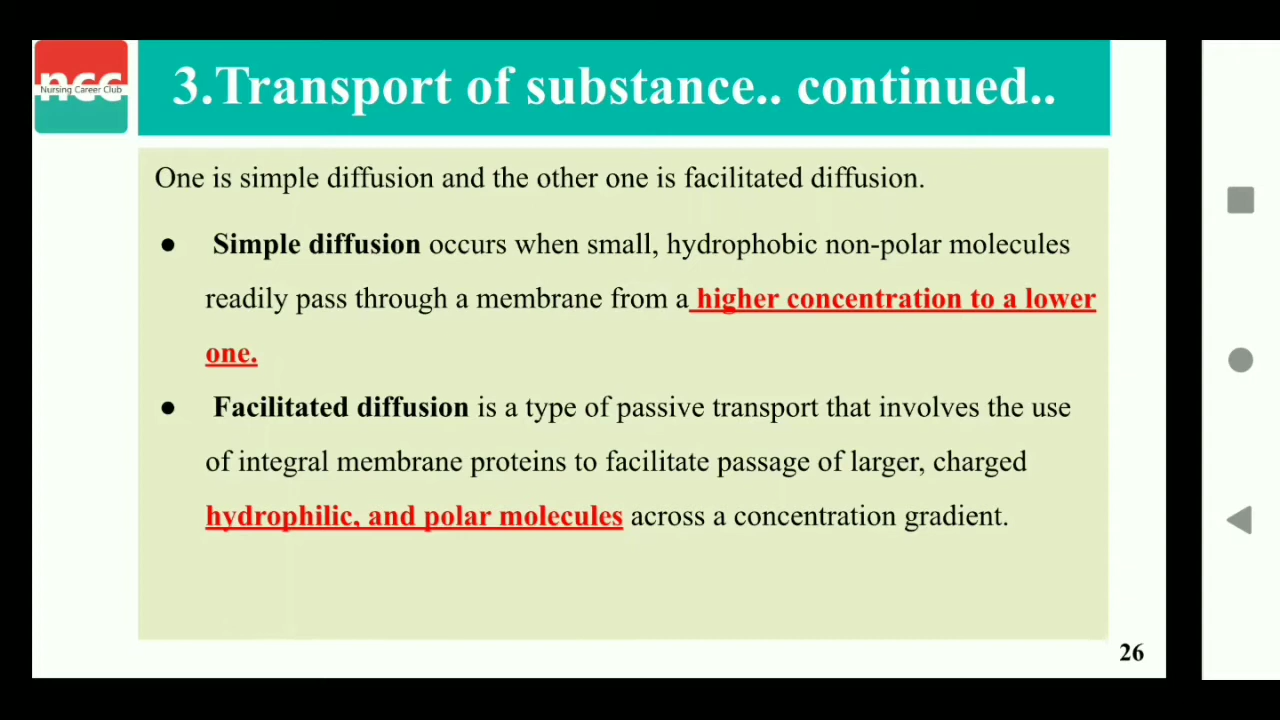 ncc
Nursing Career Club
3.Transport of substance.. continued..
One is simple diffusion and the other one is facilitated diffusion.
● Simple diffusion occurs when small, hydrophobic non-polar molecules
readily pass through a membrane from a higher concentration to a lower
one.
● Facilitated diffusion is a type of passive transport that involves the use
of integral membrane proteins to facilitate passage of larger, charged
hydrophilic, and polar molecules across a concentration gradient.
26